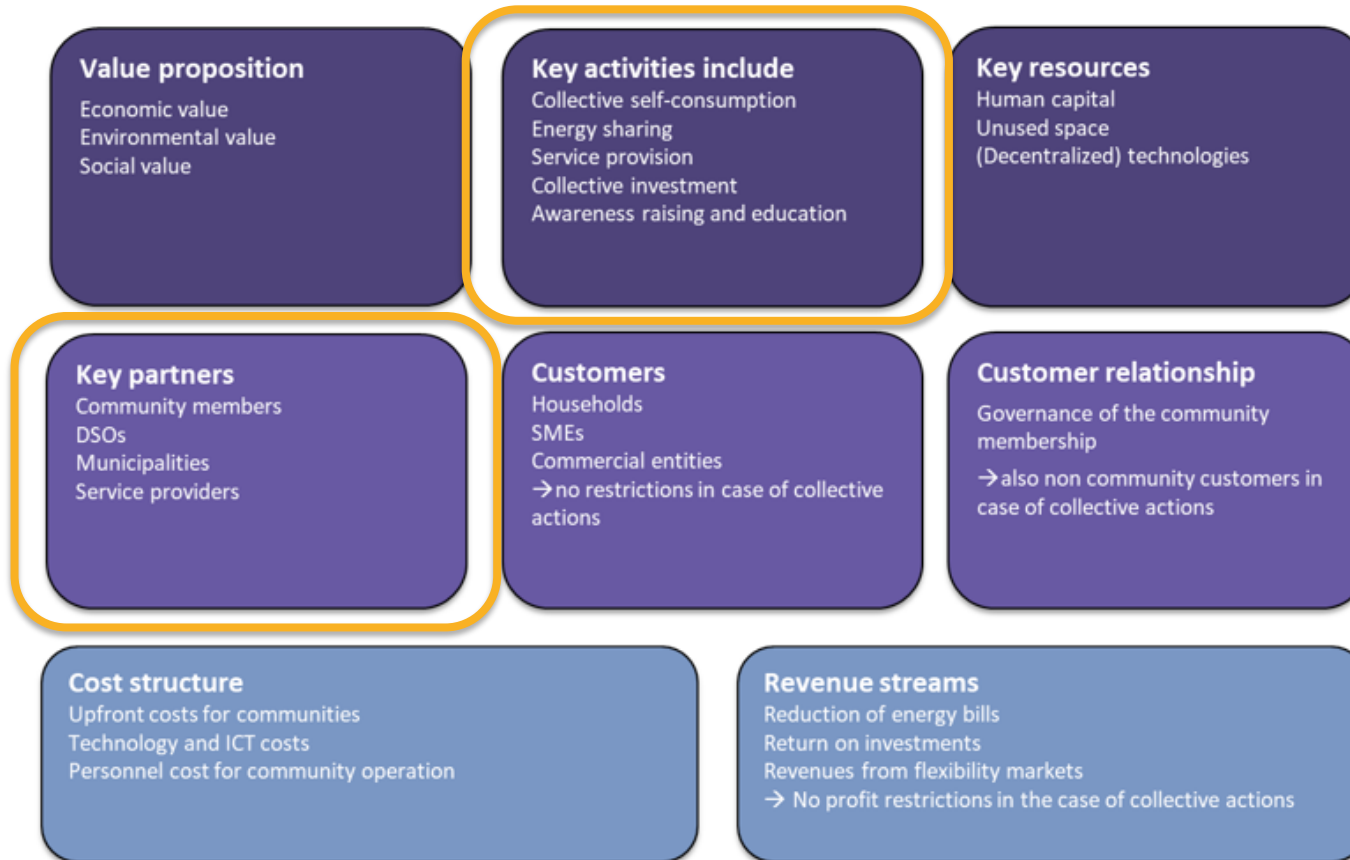 Value proposition
Economic value
Environmental value
Social value
Key activities include
Collective self-consumption
Energy sharing
Service provision
Collective investment
Awareness raising and education
Key resources
Human capital
Unused space
(Decentralized) technologies
Key partners
Community members
DSOs
Municipalities
Service providers
Customers
Households
SMEs
Commercial entities
→no restrictions in case of collective
actions
Customer relationship
Governance of the community
membership
→also non community customers in
case of collective actions
Cost structure
Upfront costs for communities
Technology and ICT costs
Personnel cost for community operation
Revenue streams
Reduction of energy bills
Return on investments
Revenues from flexibility markets
→ No profit restrictions in the case of collective actions